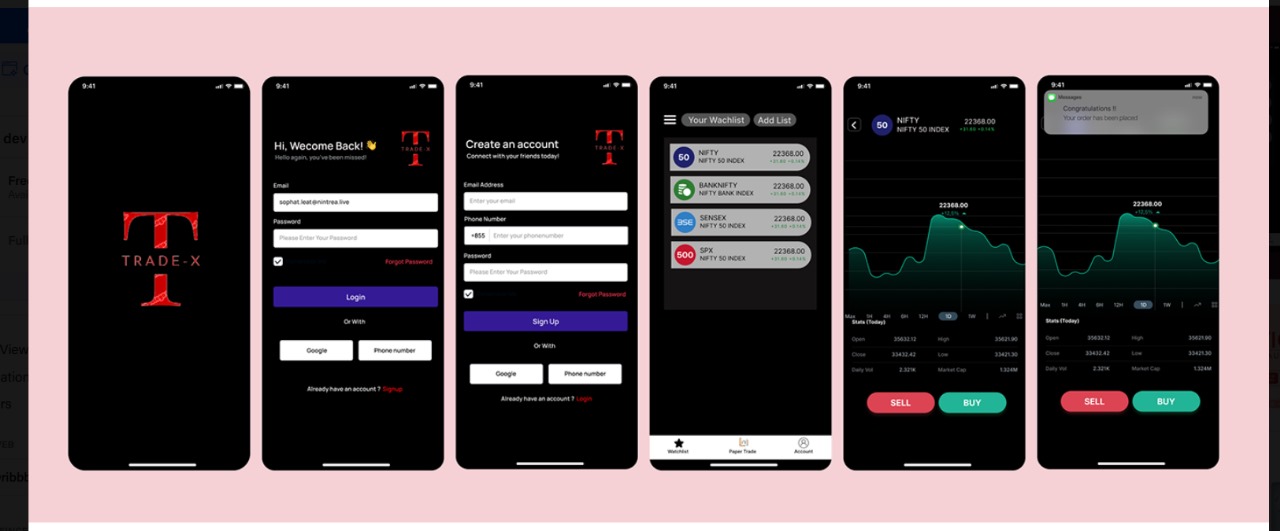 dev
Free
Full
View
ation
rs
ribbb
9:41
TRADE-X
9:41
Hi, Wecome Back! 👋
Hello again, you've been missed!
TRADE-X
Email
sophat.leat@nintrea.live
Password
Please Enter Your Password
Forgot Password
Login
Or With
Google
Phone number
Already have an account ? Signup
9:41
Create an account
Connect with your friends today!
TRADE-X
Email Address
Enter your email
Phone Number
+855
Enter your phonenumber
Password
Please Enter Your Password
Forgot Password
Sign Up
Or With
Google
Phone number
Already have an account ? Login
9:41
Your Wachlist
Add List
50
NIFTY
NIFTY 50 INDEX
22368.00
+31.60 +0.14%
BANKNIFTY
NIFTY BANK INDEX
22368.00
+31.60 +0.14%
BSE
SENSEX
NIFTY 50 INDEX
22368.00
+31.60 +0.14%
500
SPX
NIFTY 50 INDEX
22368.00
+31.60 +0.14%
Watchlist
Paper Trade
Account
9:41
50
NIFTY
NIFTY 50 INDEX
22368.00
+31.60 +0.14%
22368.00
+12,5%
Max 1H 4H 6H 12H 1D 1W
Stats (Today)
Open 35632.12 High 35621.90
Close 33432.42 Low 33421.30
Daily Vol 2.321K Market Cap 1.324M
SELL
BUY
9:41
Messages
Congratulations !!
Your order has been placed!
22368.00
+12,5%
Max 1H 4H 6H 12H 1D 1W
Stats (Today)
Open 35632.12 High 35621.90
Close 33432.42 Low 33421.30
Daily Vol 2.321K Market Cap 1.324M
SELL
BUY